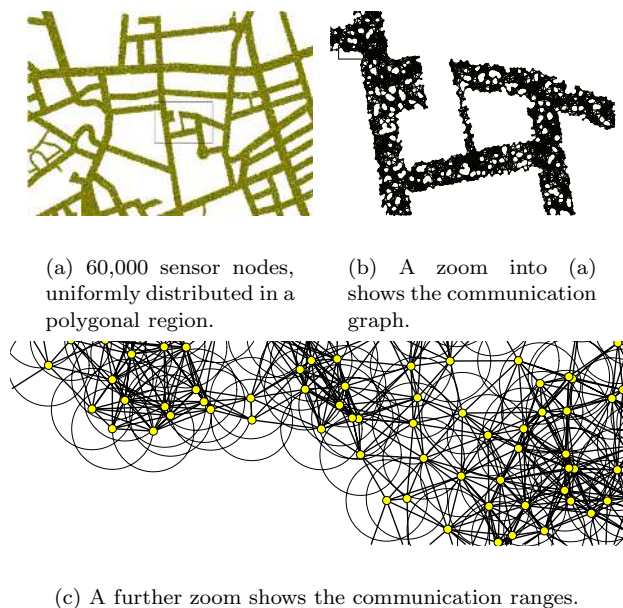 (a) 60,000 sensor nodes,
uniformly distributed in a
polygonal region.
(b) A zoom into (a)
shows the communication
graph.
(c) A further zoom shows the communication ranges.